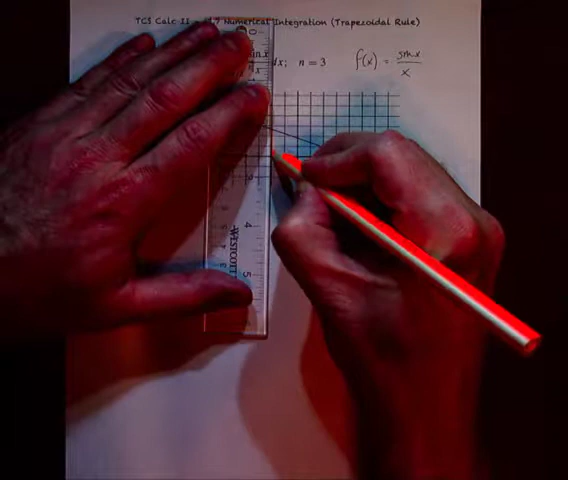 TCS Calc II - Numerical Integration (Trapezoidal Rule)
dx; n = 3 f(x) = sin x / x
WESTCOTT
4
5